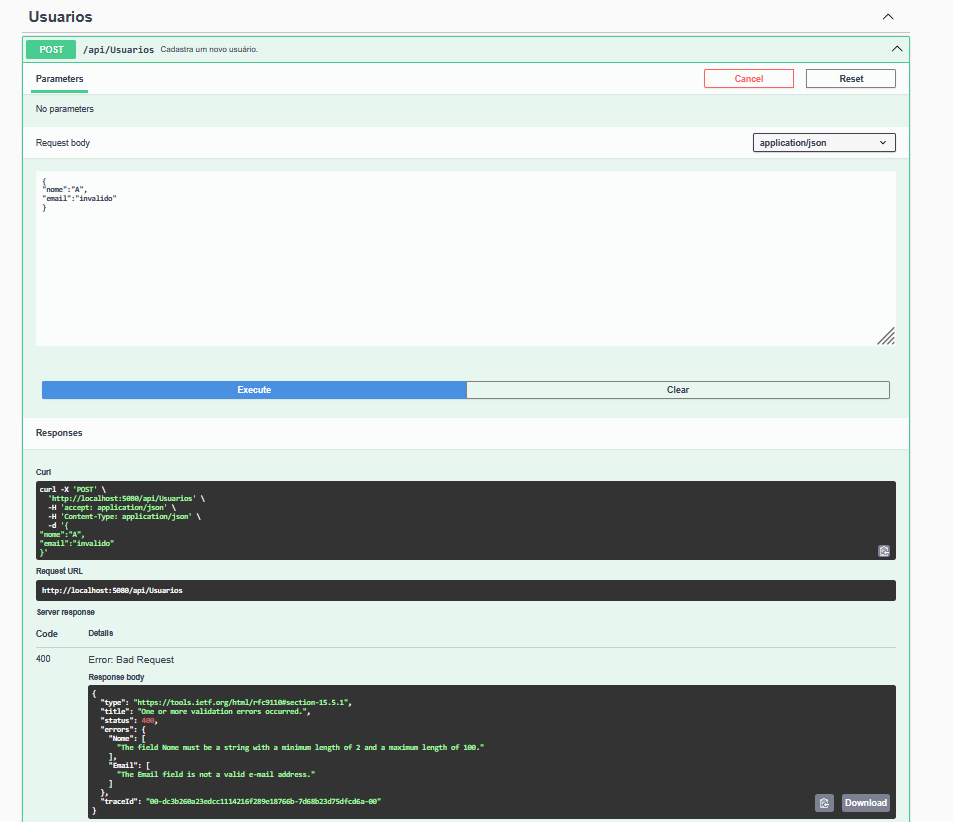 Usuarios
POST /api/Usuarios Cadastra um novo usuário.
Parameters
Cancel
Reset
No parameters
Request body
application/json
{
"nome":"A",
"email":"invalido"
}
Execute
Clear
Responses
Curl
curl -X 'POST' \
'http://localhost:5080/api/Usuarios' \
-H 'accept: application/json' \
-H 'Content-Type: application/json' \
-d '{
"nome":"A",
"email":"invalido"
}'
Request URL
http://localhost:5080/api/Usuarios
Server response
Code Details
400 Error: Bad Request
Response body
{
"type": "https://tools.ietf.org/html/rfc9110#section-15.5.1",
"title": "One or more validation errors occurred.",
"status": 400,
"errors": {
"Nome": [
"The field Nome must be a string with a minimum length of 2 and a maximum length of 100."
],
"Email": [
"The Email field is not a valid e-mail address."
]
},
"traceId": "00-dc3b260a23edcc1114216f289e18766b-7d68b23d75dfcd6a-00"
}
Download